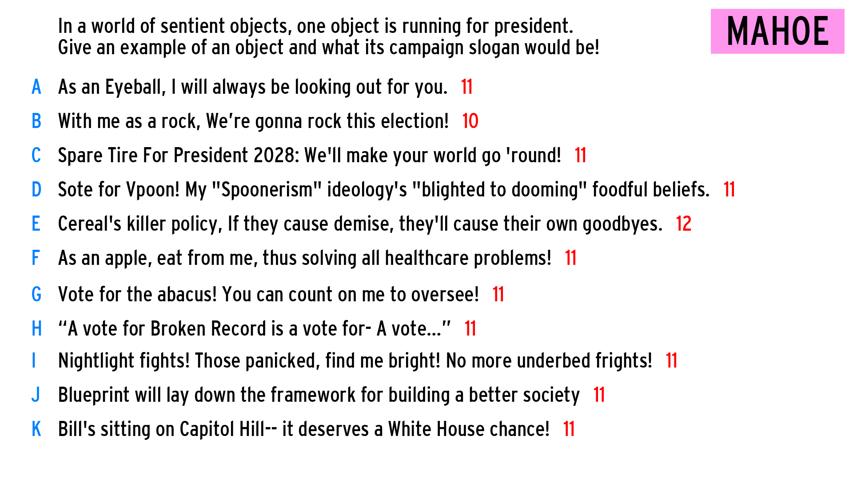 In a world of sentient objects, one object is running for president.
Give an example of an object and what its campaign slogan would be!
MAHOE
A As an Eyeball, I will always be looking out for you. 11
B With me as a rock, We’re gonna rock this election! 10
C Spare Tire For President 2028: We'll make your world go 'round! 11
D Sote for Vpoon! My "Spoonerism" ideology's "blighted to dooming" foodful beliefs. 11
E Cereal's killer policy, If they cause demise, they'll cause their own goodbyes. 12
F As an apple, eat from me, thus solving all healthcare problems! 11
G Vote for the abacus! You can count on me to oversee! 11
H “A vote for Broken Record is a vote for- A vote...” 11
I Nightlight fights! Those panicked, find me bright! No more underbed frights! 11
J Blueprint will lay down the framework for building a better society 11
K Bill's sitting on Capitol Hill-- it deserves a White House chance! 11